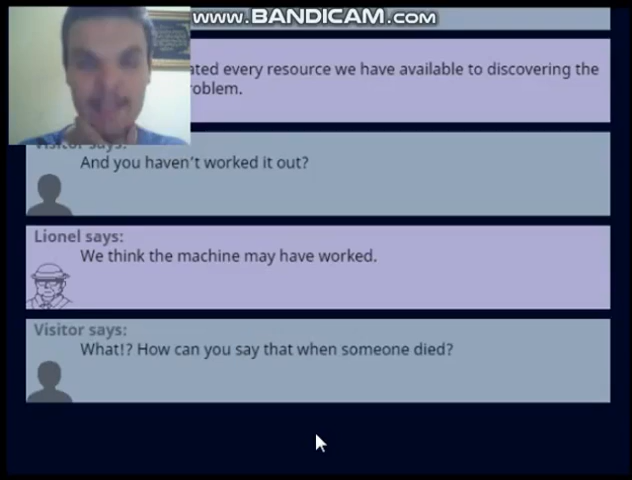 www.BANDICAM.com
ated every resource we have available to discovering the
roblem.
Visitor says:
And you haven't worked it out?
Lionel says:
We think the machine may have worked.
Visitor says:
What!? How can you say that when someone died?